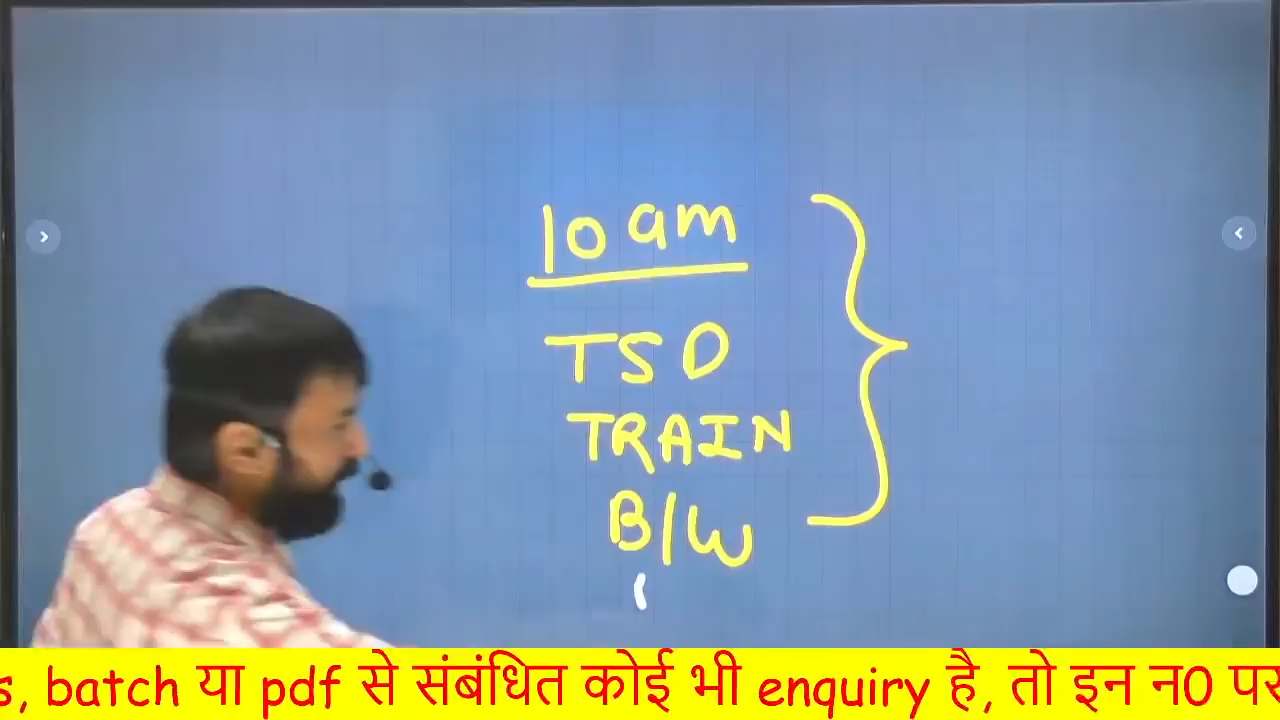 10 am
TSD
TRAIN
B/W
s, batch या pdf से संबंधित कोई भी enquiry है, तो इन न0 पर